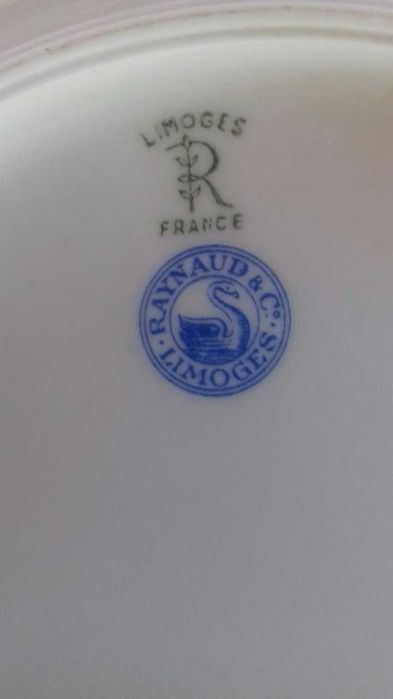 LIMOGES
R
FRANCE
RAYNAUD & Cº
LIMOGES